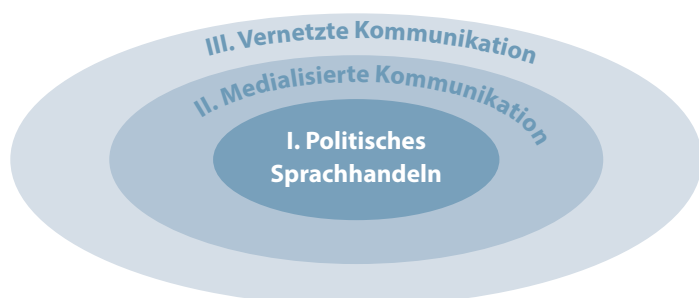 III. Vernetzte Kommunikation
II. Medialisierte Kommunikation
I. Politisches
Sprachhandeln